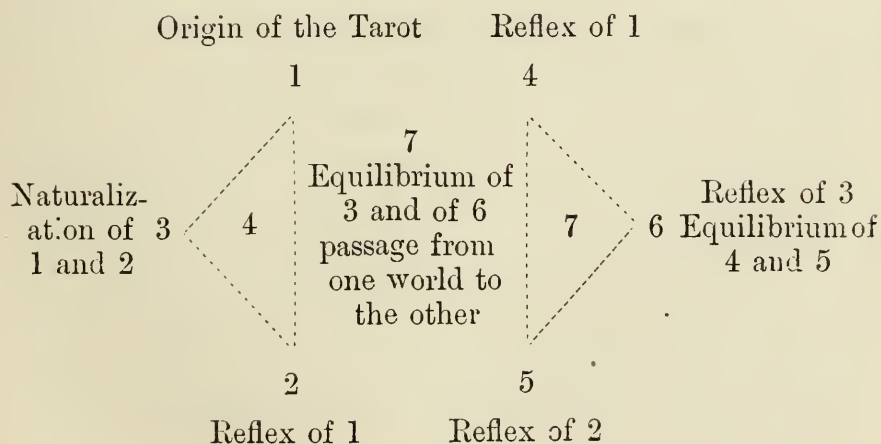 Origin of the Tarot Reflex of 1
1 4
7
Equilibrium of
3 and of 6
passage from
one world to
the other
Naturaliz-
ation of 3
1 and 2
4
7
6
Reflex of 3
Equilibrium of
4 and 5
2 5
Reflex of 1 Reflex of 2